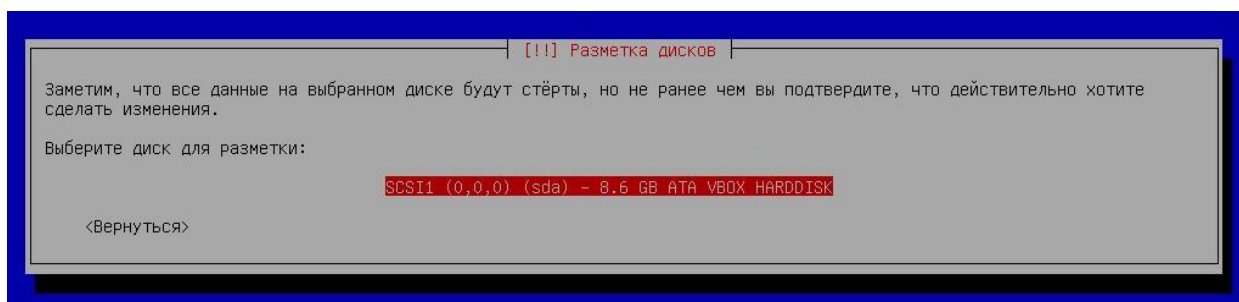 [!!] Разметка дисков
Заметим, что все данные на выбранном диске будут стёрты, но не ранее чем вы подтвердите, что действительно хотите
сделать изменения.
Выберите диск для разметки:
SCSI1 (0,0,0) (sda) – 8.6 GB ATA VBOX HARDDISK
<Вернуться>